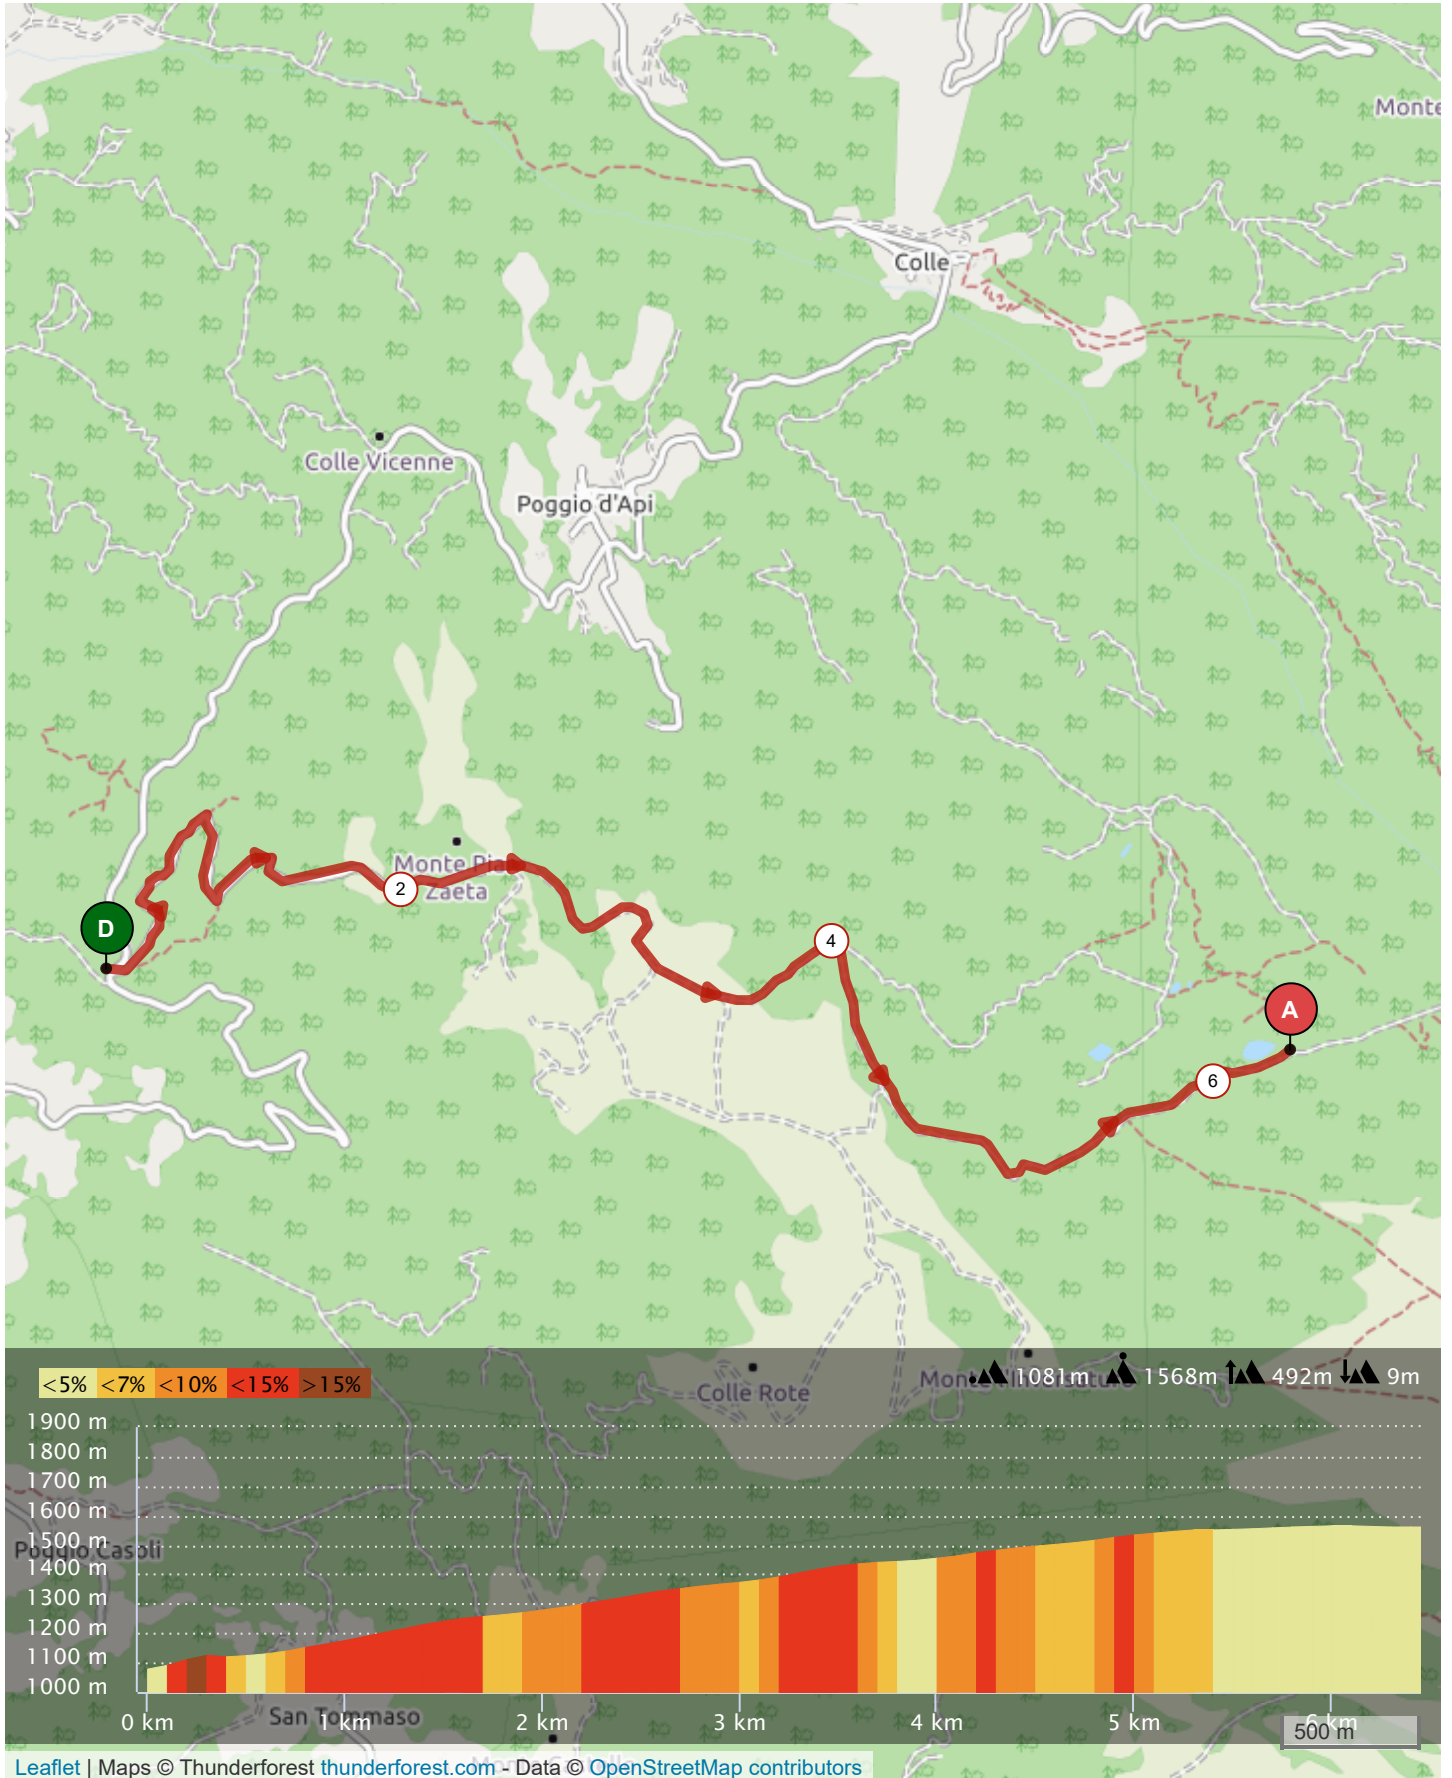 Monte
Colle
Colle Vicenne
Poggio d'Api
Monte Pia
Zaeta
2
4
D
A
6
<5% <7% <10% <15% >15%
1081m 1568m 492m 9m
Colle Rote
1900 m
1800 m
1700 m
1600 m
1500 m
Poggio Casoli
1400 m
1300 m
1200 m
1100 m
1000 m
San Tommaso
0 km 1 km 2 km 3 km 4 km 5 km 6 km
500 m
Leaflet | Maps © Thunderforest thunderforest.com - Data © OpenStreetMap contributors